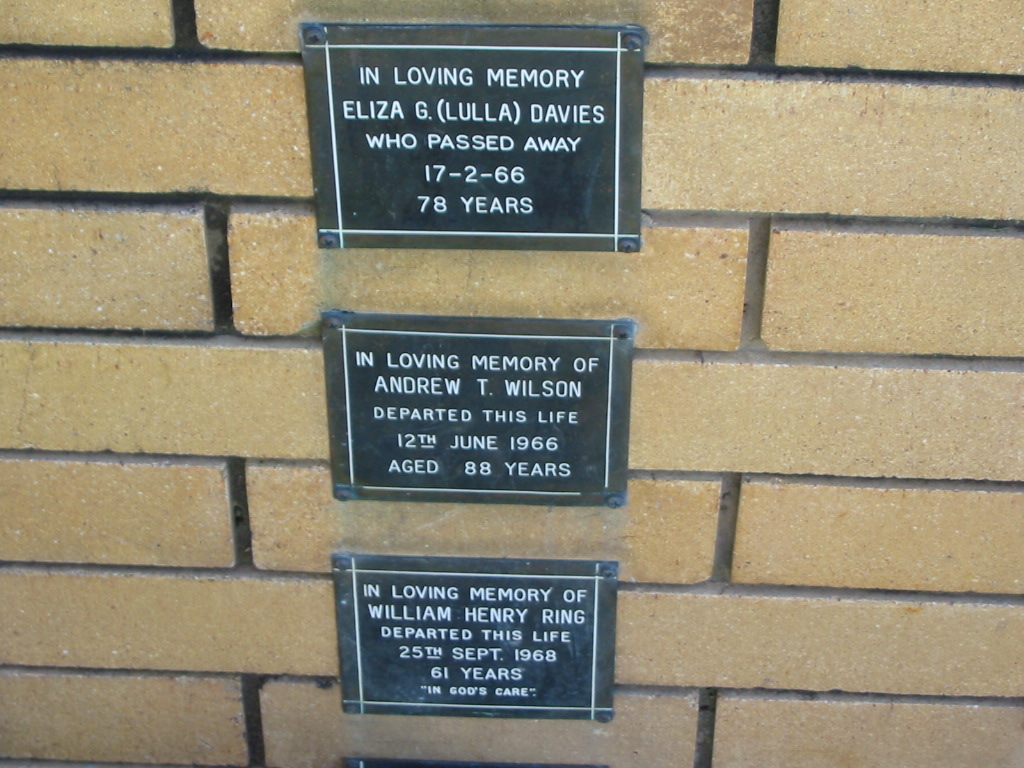 IN LOVING MEMORY
ELIZA G. (LULLA) DAVIES
WHO PASSED AWAY
17-2-66
78 YEARS
IN LOVING MEMORY OF
ANDREW T. WILSON
DEPARTED THIS LIFE
12TH JUNE 1966
AGED 88 YEARS
IN LOVING MEMORY OF
WILLIAM HENRY RING
DEPARTED THIS LIFE
25TH SEPT. 1968
61 YEARS
"IN GOD'S CARE".